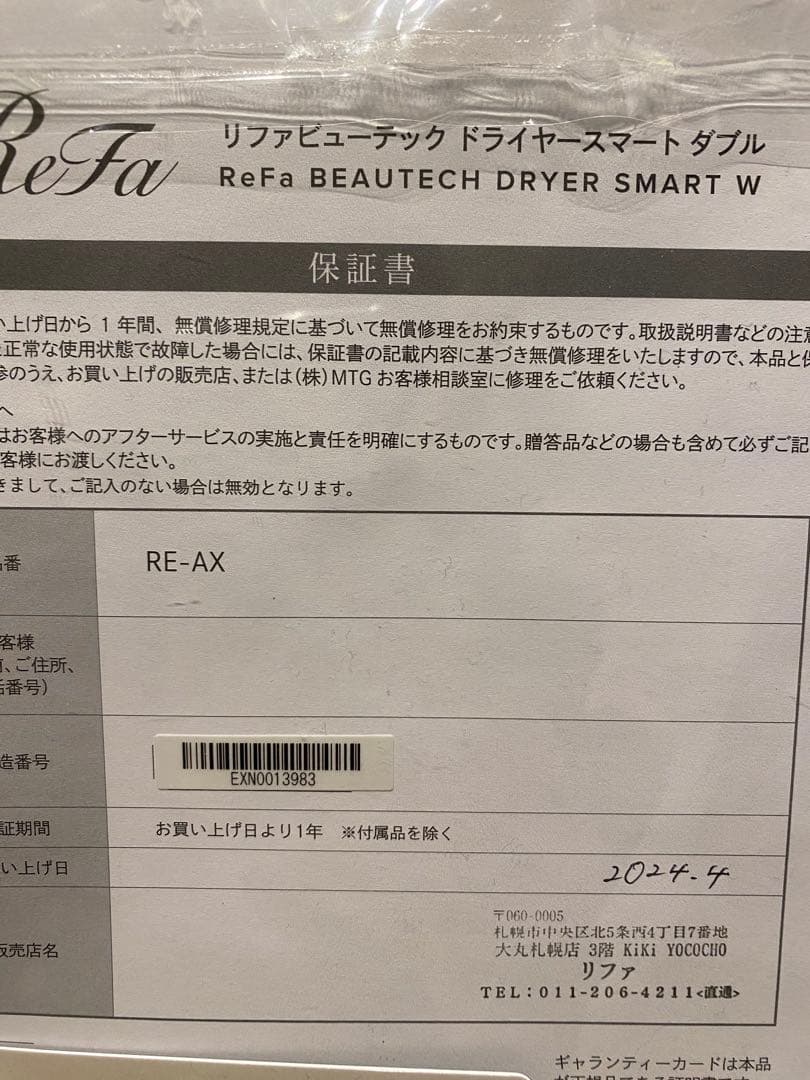 ReFa
リファビューテック ドライヤースマート ダブル
ReFa BEAUTECH DRYER SMART W
保証書
い上げ日から 1 年間、無償修理規定に基づいて無償修理をお約束するものです。取扱説明書などの注意
正常な使用状態で故障した場合には、保証書の記載内容に基づき無償修理をいたしますので、本品と保
参のうえ、お買い上げの販売店、または(株)MTG お客様相談室に修理をご依頼ください。
へ
はお客様へのアフターサービスの実施と責任を明確にするものです。贈答品などの場合も含めて必ずご記
客様にお渡しください。
きまして、ご記入のない場合は無効となります。
番
RE-AX
客様
、ご住所、
番号)
造番号
EXN0013983
証期間
お買い上げ日より1年 ※付属品を除く
い上げ日
2024.4
販売店名
〒060-0005
札幌市中央区北5条西4丁目7番地
大丸札幌店 3階 KiKi YOCOCHO
リファ
TEL:011-206-4211<直通>
ギャランティーカードは本品